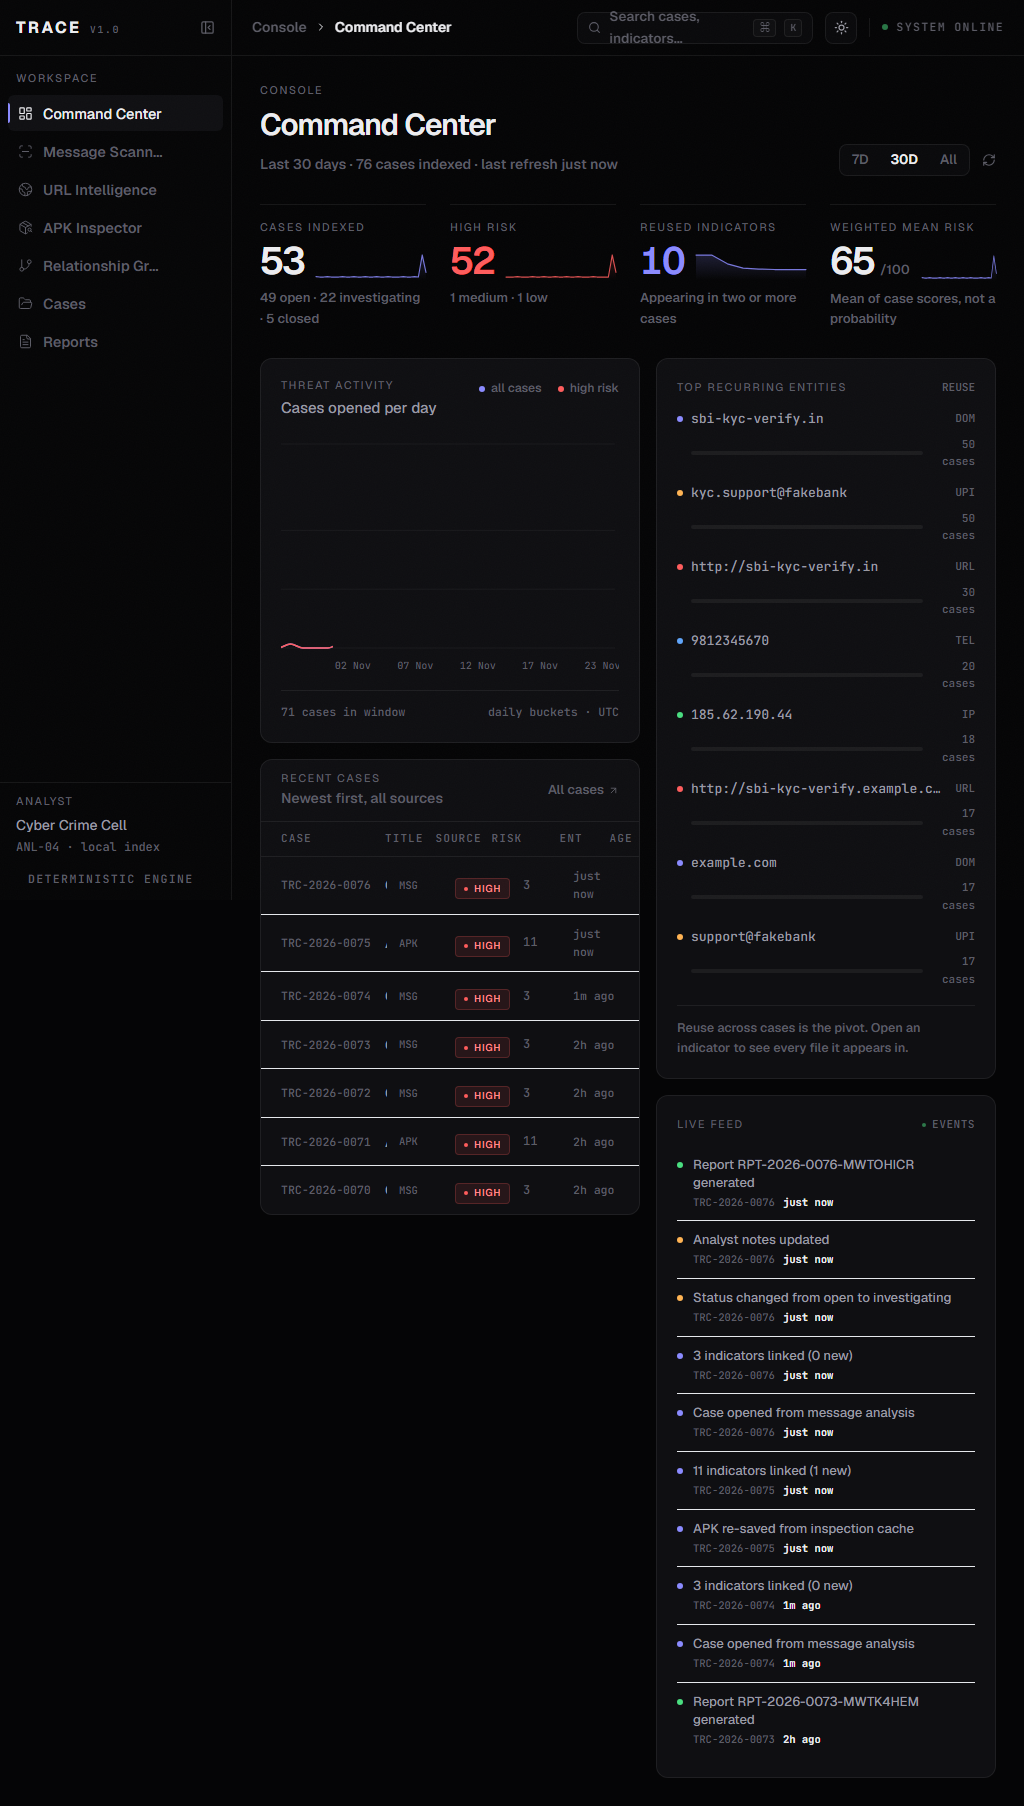 TRACE V1.0
Console > Command Center
Search cases, indicators…
⌘ K
SYSTEM ONLINE
WORKSPACE
Command Center
Message Scann…
URL Intelligence
APK Inspector
Relationship Gr…
Cases
Reports
ANALYST
Cyber Crime Cell
ANL-04 · local index
DETERMINISTIC ENGINE
CONSOLE
Command Center
Last 30 days · 76 cases indexed · last refresh just now
7D 30D All
CASES INDEXED
53
49 open · 22 investigating
· 5 closed
HIGH RISK
52
1 medium · 1 low
REUSED INDICATORS
10
Appearing in two or more
cases
WEIGHTED MEAN RISK
65 /100
Mean of case scores, not a
probability
THREAT ACTIVITY
Cases opened per day
all cases high risk
02 Nov 07 Nov 12 Nov 17 Nov 23 Nov
71 cases in window daily buckets · UTC
RECENT CASES
Newest first, all sources
All cases
CASE TITLE SOURCE RISK ENT AGE
TRC-2026-0076 MSG HIGH 3 just now
TRC-2026-0075 APK HIGH 11 just now
TRC-2026-0074 MSG HIGH 3 1m ago
TRC-2026-0073 MSG HIGH 3 2h ago
TRC-2026-0072 MSG HIGH 3 2h ago
TRC-2026-0071 APK HIGH 11 2h ago
TRC-2026-0070 MSG HIGH 3 2h ago
TOP RECURRING ENTITIES REUSE
sbi-kyc-verify.in DOM
50 cases
kyc.support@fakebank UPI
50 cases
http://sbi-kyc-verify.in URL
30 cases
9812345670 TEL
20 cases
185.62.190.44 IP
18 cases
http://sbi-kyc-verify.example.c… URL
17 cases
example.com DOM
17 cases
support@fakebank UPI
17 cases
Reuse across cases is the pivot. Open an
indicator to see every file it appears in.
LIVE FEED EVENTS
Report RPT-2026-0076-MWTOHICR
generated
TRC-2026-0076 just now
Analyst notes updated
TRC-2026-0076 just now
Status changed from open to investigating
TRC-2026-0076 just now
3 indicators linked (0 new)
TRC-2026-0076 just now
Case opened from message analysis
TRC-2026-0076 just now
11 indicators linked (1 new)
TRC-2026-0075 just now
APK re-saved from inspection cache
TRC-2026-0075 just now
3 indicators linked (0 new)
TRC-2026-0074 1m ago
Case opened from message analysis
TRC-2026-0074 1m ago
Report RPT-2026-0073-MWTK4HEM
generated
TRC-2026-0073 2h ago